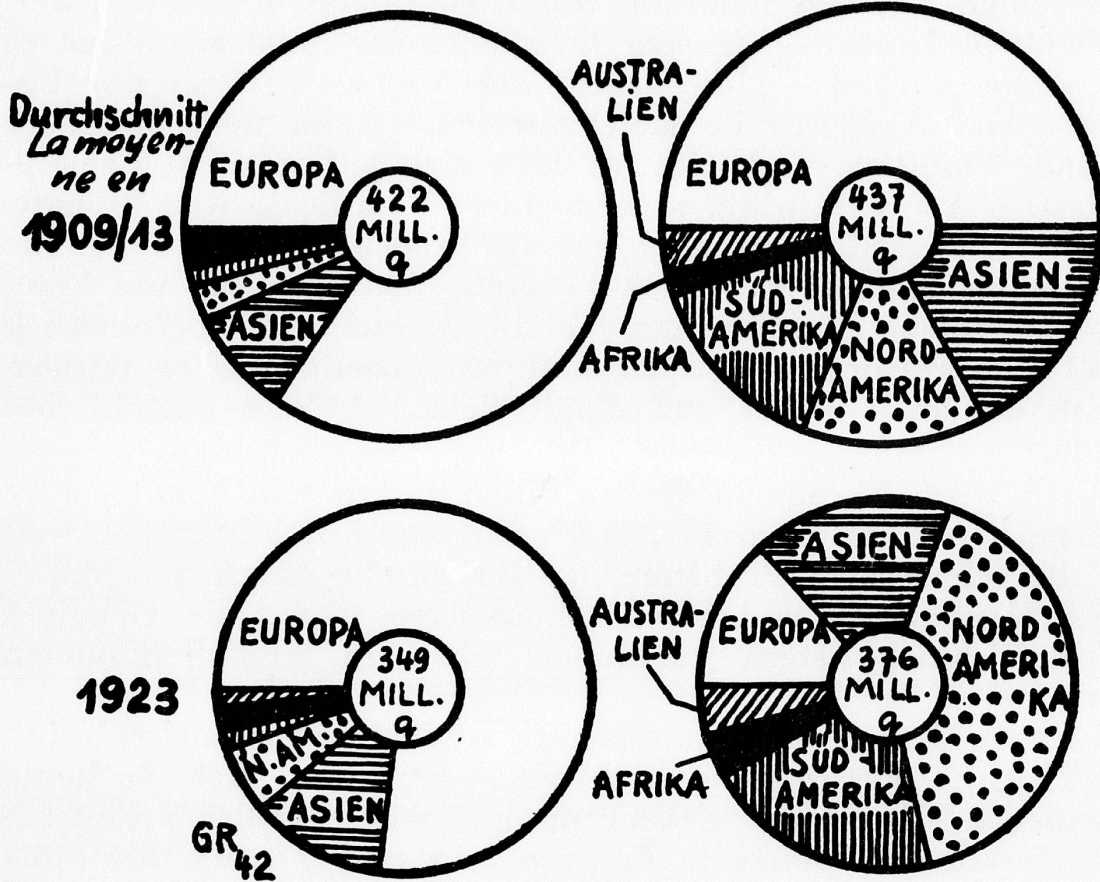 Durchschnitt
La moyen-
ne en
1909/13
EUROPA
422
MILL.
q
ASIEN
AUSTRA-
LIEN
EUROPA
437
MILL.
q
ASIEN
SÜD-
AMERIKA
NORD-
AMERIKA
AFRIKA
1923
EUROPA
349
MILL.
q
N.AM.
ASIEN
GR
42
ASIEN
AUSTRA-
LIEN
EUROPA
376
MILL.
q
NORD
AMERI-
KA
SÜD-
AMERIKA
AFRIKA